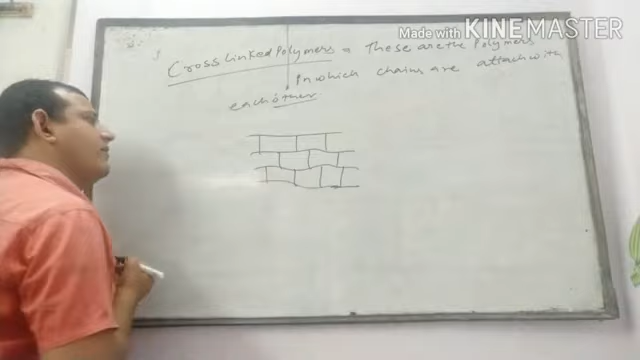 Made with KINEMASTER
Cross linked Polymers = These are the Polymers
in which chains are attach with
each other